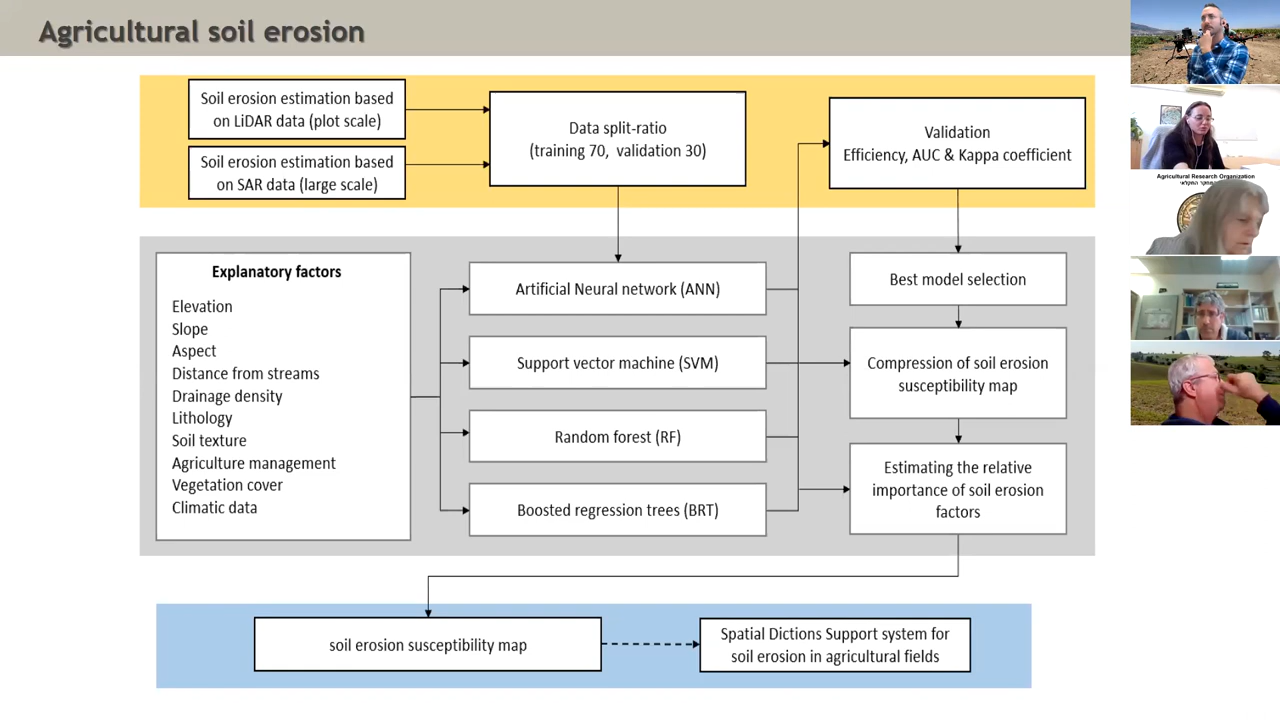 Agricultural soil erosion
Soil erosion estimation based
on LiDAR data (plot scale)
Soil erosion estimation based
on SAR data (large scale)
Data split-ratio
(training 70, validation 30)
Validation
Efficiency, AUC & Kappa coefficient
Explanatory factors
Elevation
Slope
Aspect
Distance from streams
Drainage density
Lithology
Soil texture
Agriculture management
Vegetation cover
Climatic data
Artificial Neural network (ANN)
Support vector machine (SVM)
Random forest (RF)
Boosted regression trees (BRT)
Best model selection
Compression of soil erosion
susceptibility map
Estimating the relative
importance of soil erosion
factors
soil erosion susceptibility map
Spatial Dictions Support system for
soil erosion in agricultural fields
Agricultural Research Organization